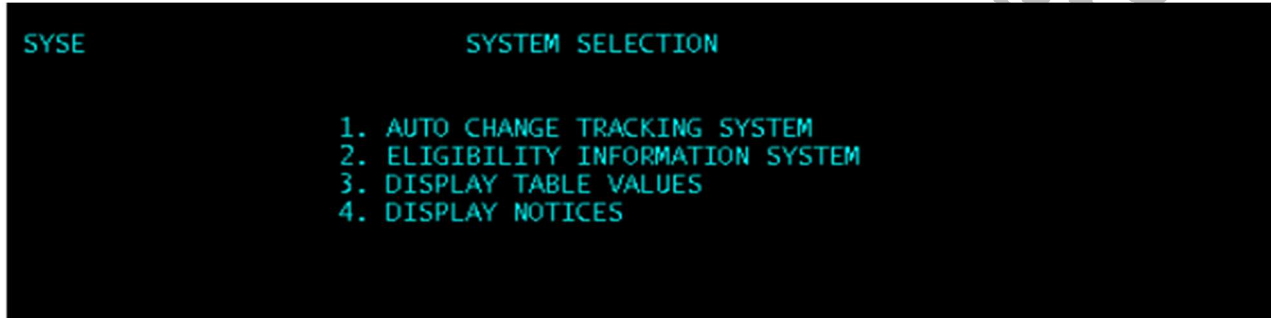 SYSE SYSTEM SELECTION
1. AUTO CHANGE TRACKING SYSTEM
2. ELIGIBILITY INFORMATION SYSTEM
3. DISPLAY TABLE VALUES
4. DISPLAY NOTICES